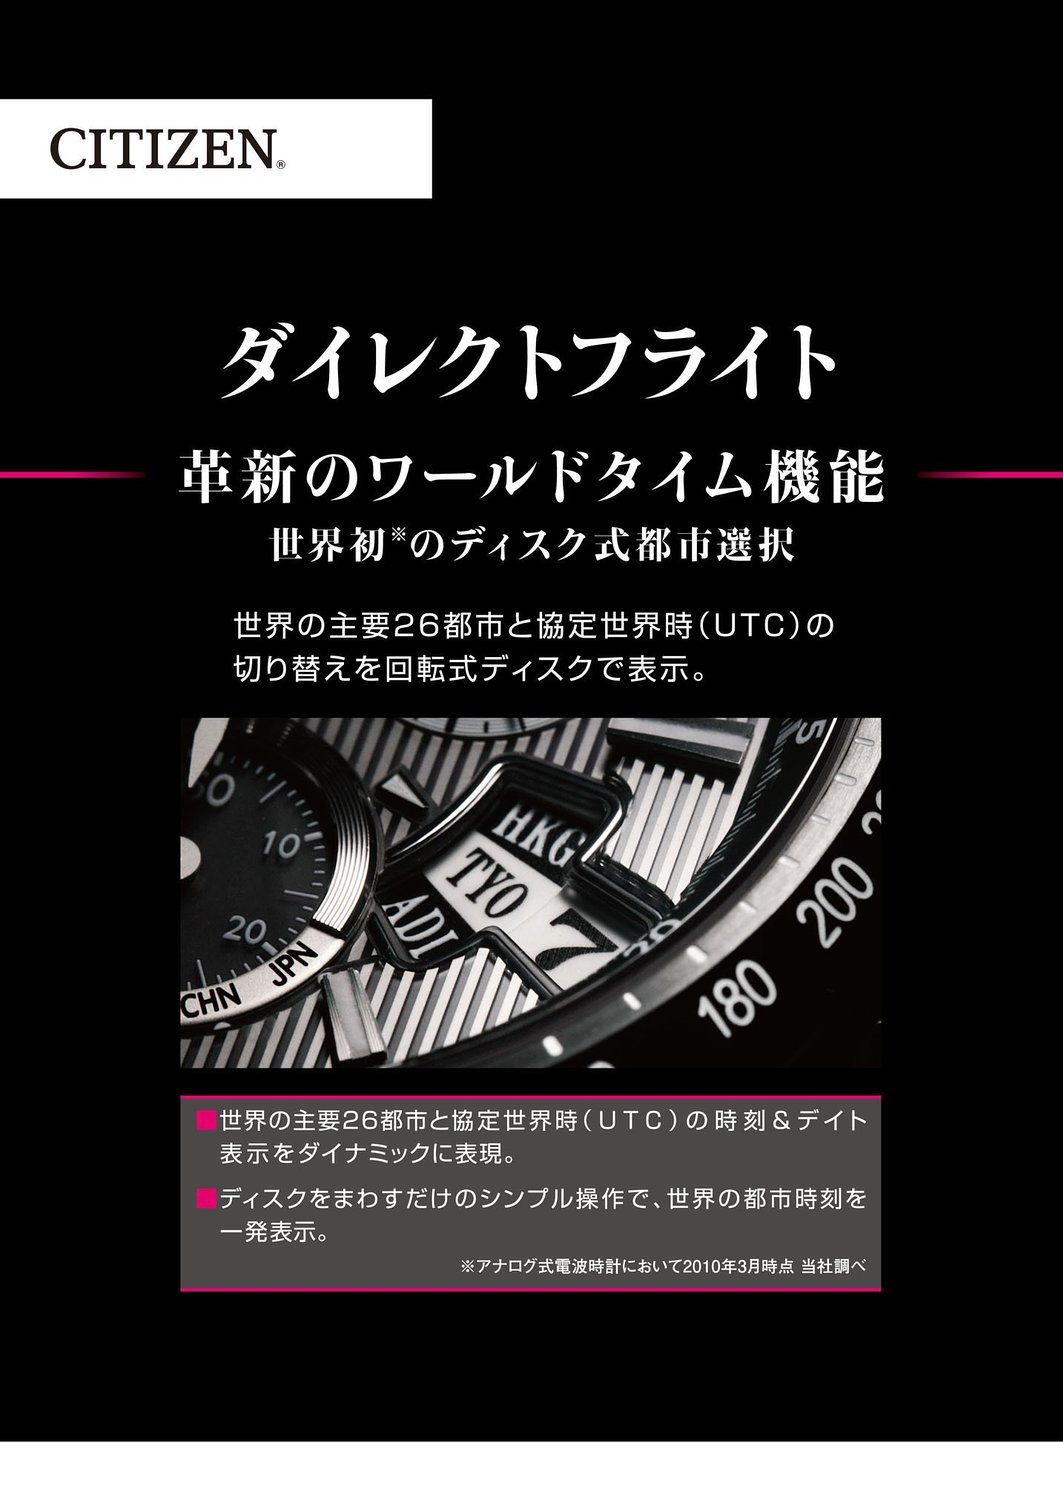 CITIZEN®
ダイレクトフライト
革新のワールドタイム機能
世界初※のディスク式都市選択
世界の主要26都市と協定世界時(UTC)の
切り替えを回転式ディスクで表示。
5
60
10
20
JPN
CHN
HKG
TYO
ADL
7
30
200
180
■世界の主要26都市と協定世界時(UTC)の時刻&デイト
表示をダイナミックに表現。
■ディスクをまわすだけのシンプル操作で、世界の都市時刻を
一発表示。
※アナログ式電波時計において2010年3月時点 当社調べ